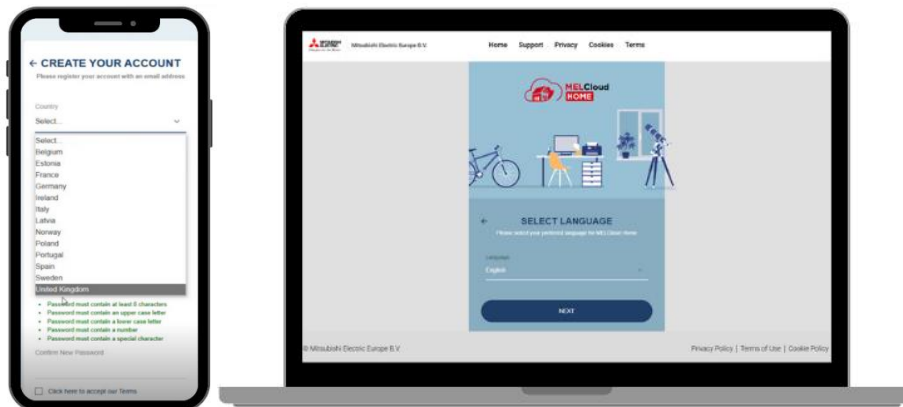 ← CREATE YOUR ACCOUNT
Please register your account with an email address
Country
Select...
Select...
Belgium
Estonia
France
Germany
Ireland
Italy
Latvia
Norway
Poland
Portugal
Spain
Sweden
United Kingdom
• Password must contain at least 8 characters
• Password must contain an upper case letter
• Password must contain a lower case letter
• Password must contain a number
• Password must contain a special character
Confirm New Password
Click here to accept our Terms
MITSUBISHI ELECTRIC
Mitsubishi Electric Europe B.V.
Home Support Privacy Cookies Terms
MELCloud
HOME
← SELECT LANGUAGE
Please select your preferred language for MELCloud Home
Language
English
NEXT
© Mitsubishi Electric Europe B.V.
Privacy Policy | Terms of Use | Cookie Policy